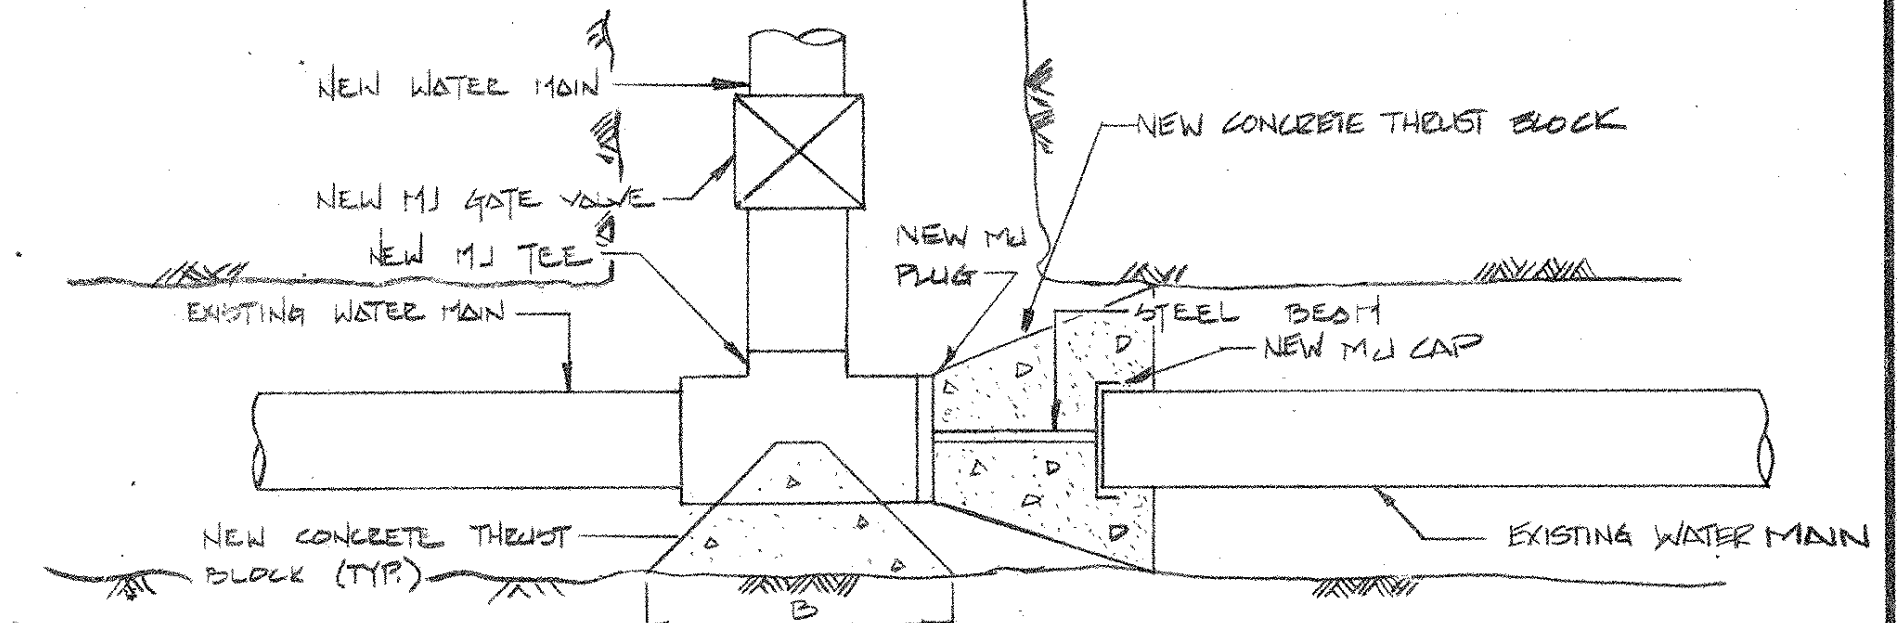 NEW WATER MAIN
NEW CONCRETE THRUST BLOCK
NEW MJ GATE VALVE
NEW MJ TEE
NEW MJ
PLUG
EXISTING WATER MAIN
STEEL BEAM
NEW MJ CAP
NEW CONCRETE THRUST
BLOCK (TYP.)
EXISTING WATER MAIN
B